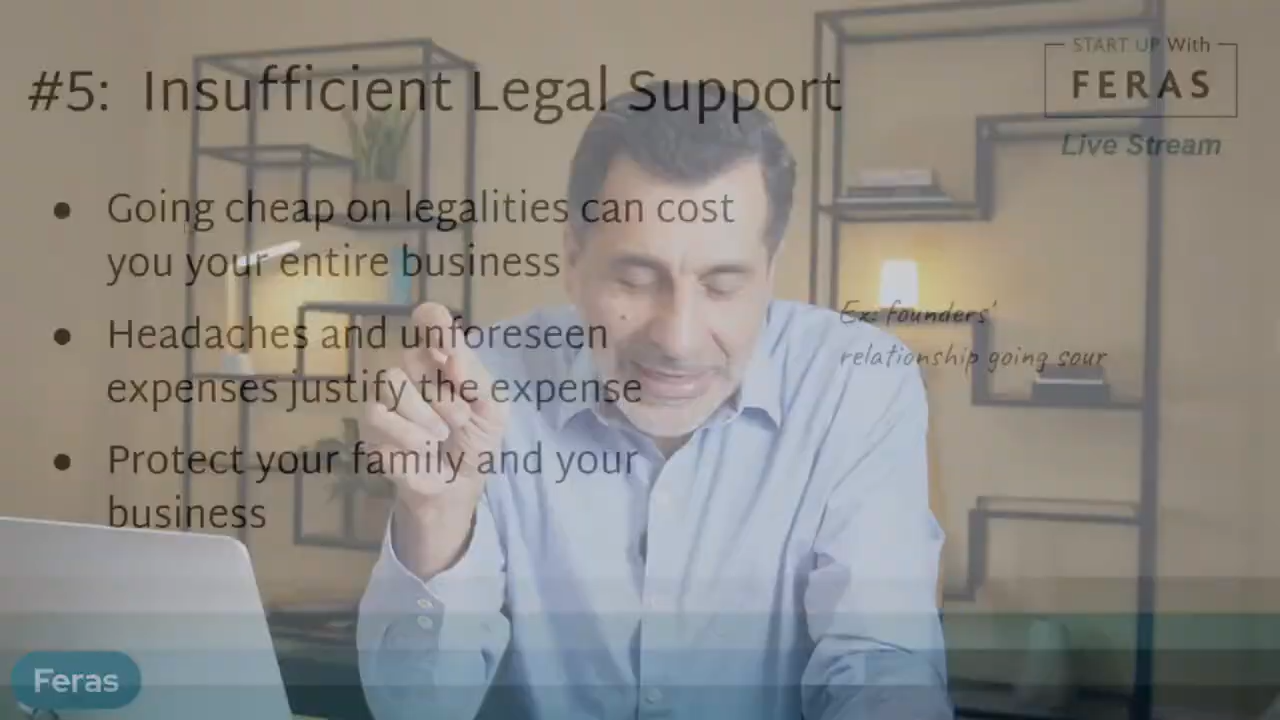 #5: Insufficient Legal Support
START UP With
FERAS
Live Stream
● Going cheap on legalities can cost
you your entire business
● Headaches and unforeseen
expenses justify the expense
● Protect your family and your
business
Ex: founders'
relationship going sour
Feras